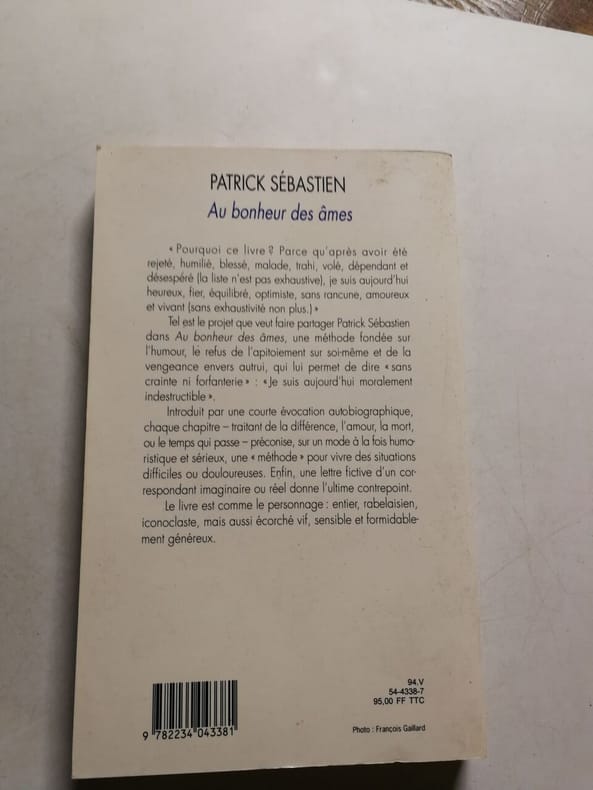 PATRICK SÉBASTIEN
Au bonheur des âmes
« Pourquoi ce livre ? Parce qu'après avoir été
rejeté, humilié, blessé, malade, trahi, volé, dépendant et
désespéré (la liste n'est pas exhaustive), je suis aujourd'hui
heureux, fier, équilibré, optimiste, sans rancune, amoureux
et vivant (sans exhaustivité non plus.) »
Tel est le projet que veut faire partager Patrick Sébastien
dans Au bonheur des âmes, une méthode fondée sur
l'humour, le refus de l'apitoiement sur soi-même et de la
vengeance envers autrui, qui lui permet de dire « sans
crainte ni forfanterie » : « Je suis aujourd'hui moralement
indestructible ».
Introduit par une courte évocation autobiographique,
chaque chapitre – traitant de la différence, l'amour, la mort,
ou le temps qui passe – préconise, sur un mode à la fois humo-
ristique et sérieux, une « méthode » pour vivre des situations
difficiles ou douloureuses. Enfin, une lettre fictive d'un cor-
respondant imaginaire ou réel donne l'ultime contrepoint.
Le livre est comme le personnage : entier, rabelaisien,
iconoclaste, mais aussi écorché vif, sensible et formidable-
ment généreux.
94.V
54-4338-7
95,00 FF TTC
9 782234 043381
Photo : François Gaillard